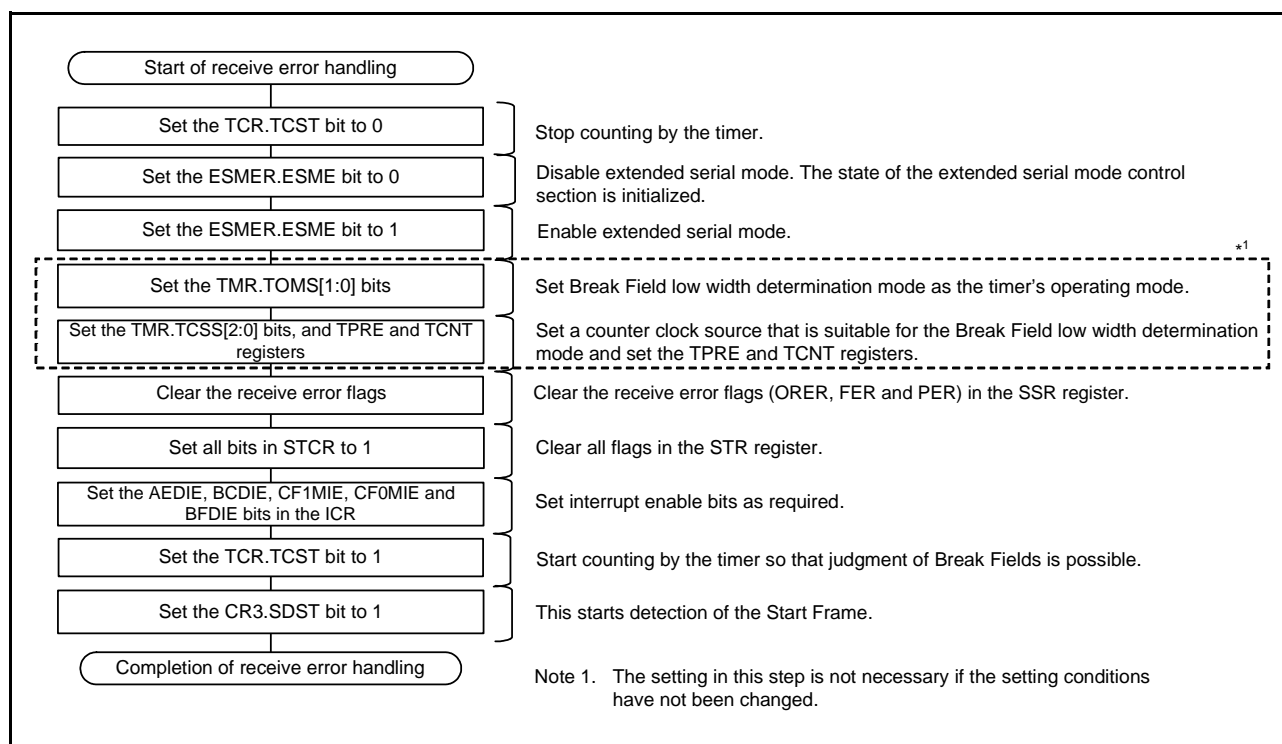 Start of receive error handling
Set the TCR.TCST bit to 0
Stop counting by the timer.
Set the ESMER.ESME bit to 0
Disable extended serial mode. The state of the extended serial mode control
section is initialized.
Set the ESMER.ESME bit to 1
Enable extended serial mode.
*1
Set the TMR.TOMS[1:0] bits
Set Break Field low width determination mode as the timer's operating mode.
Set the TMR.TCSS[2:0] bits, and TPRE and TCNT
registers
Set a counter clock source that is suitable for the Break Field low width determination
mode and set the TPRE and TCNT registers.
Clear the receive error flags
Clear the receive error flags (ORER, FER and PER) in the SSR register.
Set all bits in STCR to 1
Clear all flags in the STR register.
Set the AEDIE, BCDIE, CF1MIE, CF0MIE and
BFDIE bits in the ICR
Set interrupt enable bits as required.
Set the TCR.TCST bit to 1
Start counting by the timer so that judgment of Break Fields is possible.
Set the CR3.SDST bit to 1
This starts detection of the Start Frame.
Completion of receive error handling
Note 1. The setting in this step is not necessary if the setting conditions
have not been changed.